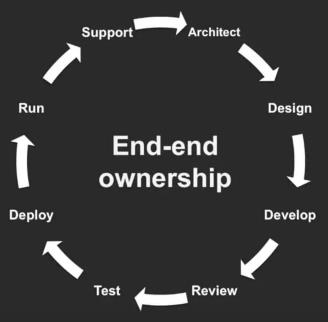 Support
Architect
Run
Design
End-end
ownership
Deploy
Develop
Test
Review